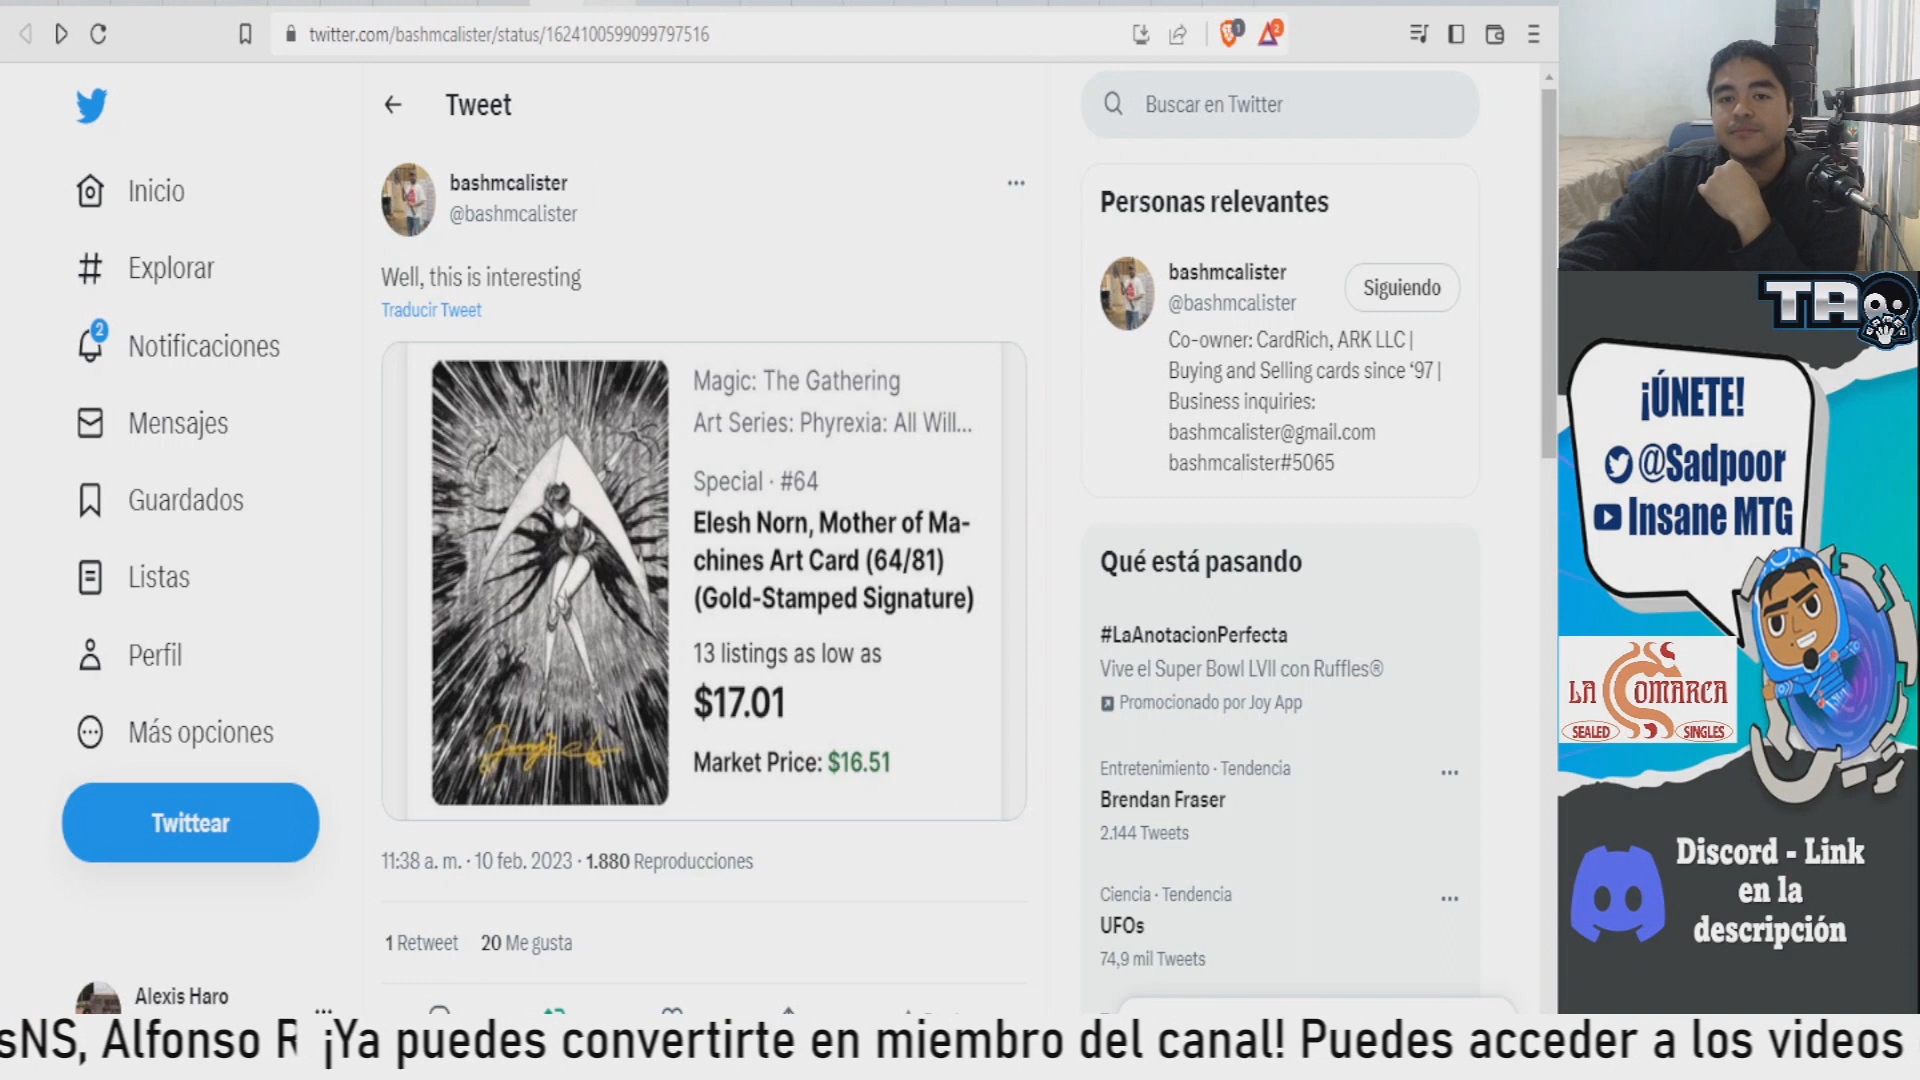 twitter.com/bashmcalister/status/1624100599099797516
1
2
Inicio
Explorar
2
Notificaciones
Mensajes
Guardados
Listas
Perfil
Más opciones
Twittear
Alexis Haro
Tweet
bashmcalister
@bashmcalister
Well, this is interesting
Traducir Tweet
Magic: The Gathering
Art Series: Phyrexia: All Will...
Special · #64
Elesh Norn, Mother of Ma-
chines Art Card (64/81)
(Gold-Stamped Signature)
13 listings as low as
$17.01
Market Price: $16.51
11:38 a. m. · 10 feb. 2023 · 1.880 Reproducciones
1 Retweet 20 Me gusta
Buscar en Twitter
Personas relevantes
bashmcalister
@bashmcalister
Siguiendo
Co-owner: CardRich, ARK LLC |
Buying and Selling cards since ‘97 |
Business inquiries:
bashmcalister@gmail.com
bashmcalister#5065
Qué está pasando
#LaAnotacionPerfecta
Vive el Super Bowl LVII con Ruffles®
Promocionado por Joy App
Entretenimiento · Tendencia
Brendan Fraser
2.144 Tweets
Ciencia · Tendencia
UFOs
74,9 mil Tweets
¡ÚNETE!
@Sadpoor
Insane MTG
LA COMARCA
SEALED SINGLES
Discord - Link
en la
descripción
sNS, Alfonso R ¡Ya puedes convertirte en miembro del canal! Puedes acceder a los videos